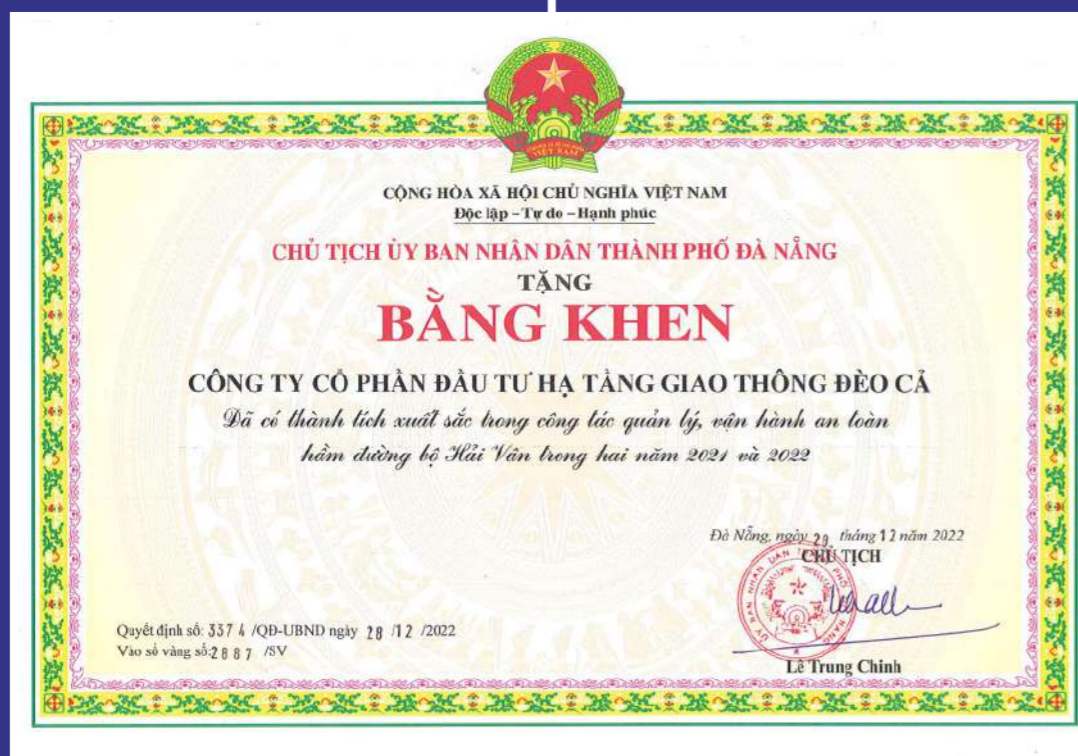 VIỆT NAM
CỘNG HÒA XÃ HỘI CHỦ NGHĨA VIỆT NAM
Độc lập - Tự do - Hạnh phúc
CHỦ TỊCH ỦY BAN NHÂN DÂN THÀNH PHỐ ĐÀ NẴNG
TẶNG
BẰNG KHEN
CÔNG TY CỔ PHẦN ĐẦU TƯ HẠ TẦNG GIAO THÔNG ĐÈO CẢ
Đã có thành tích xuất sắc trong công tác quản lý, vận hành an toàn
hầm đường bộ Hải Vân trong hai năm 2021 và 2022
Đà Nẵng, ngày 28 tháng 12 năm 2022
CHỦ TỊCH
Quyết định số: 3374 /QĐ-UBND ngày 28 /12 /2022
Vào sổ vàng số:2887 /SV
Lê Trung Chinh